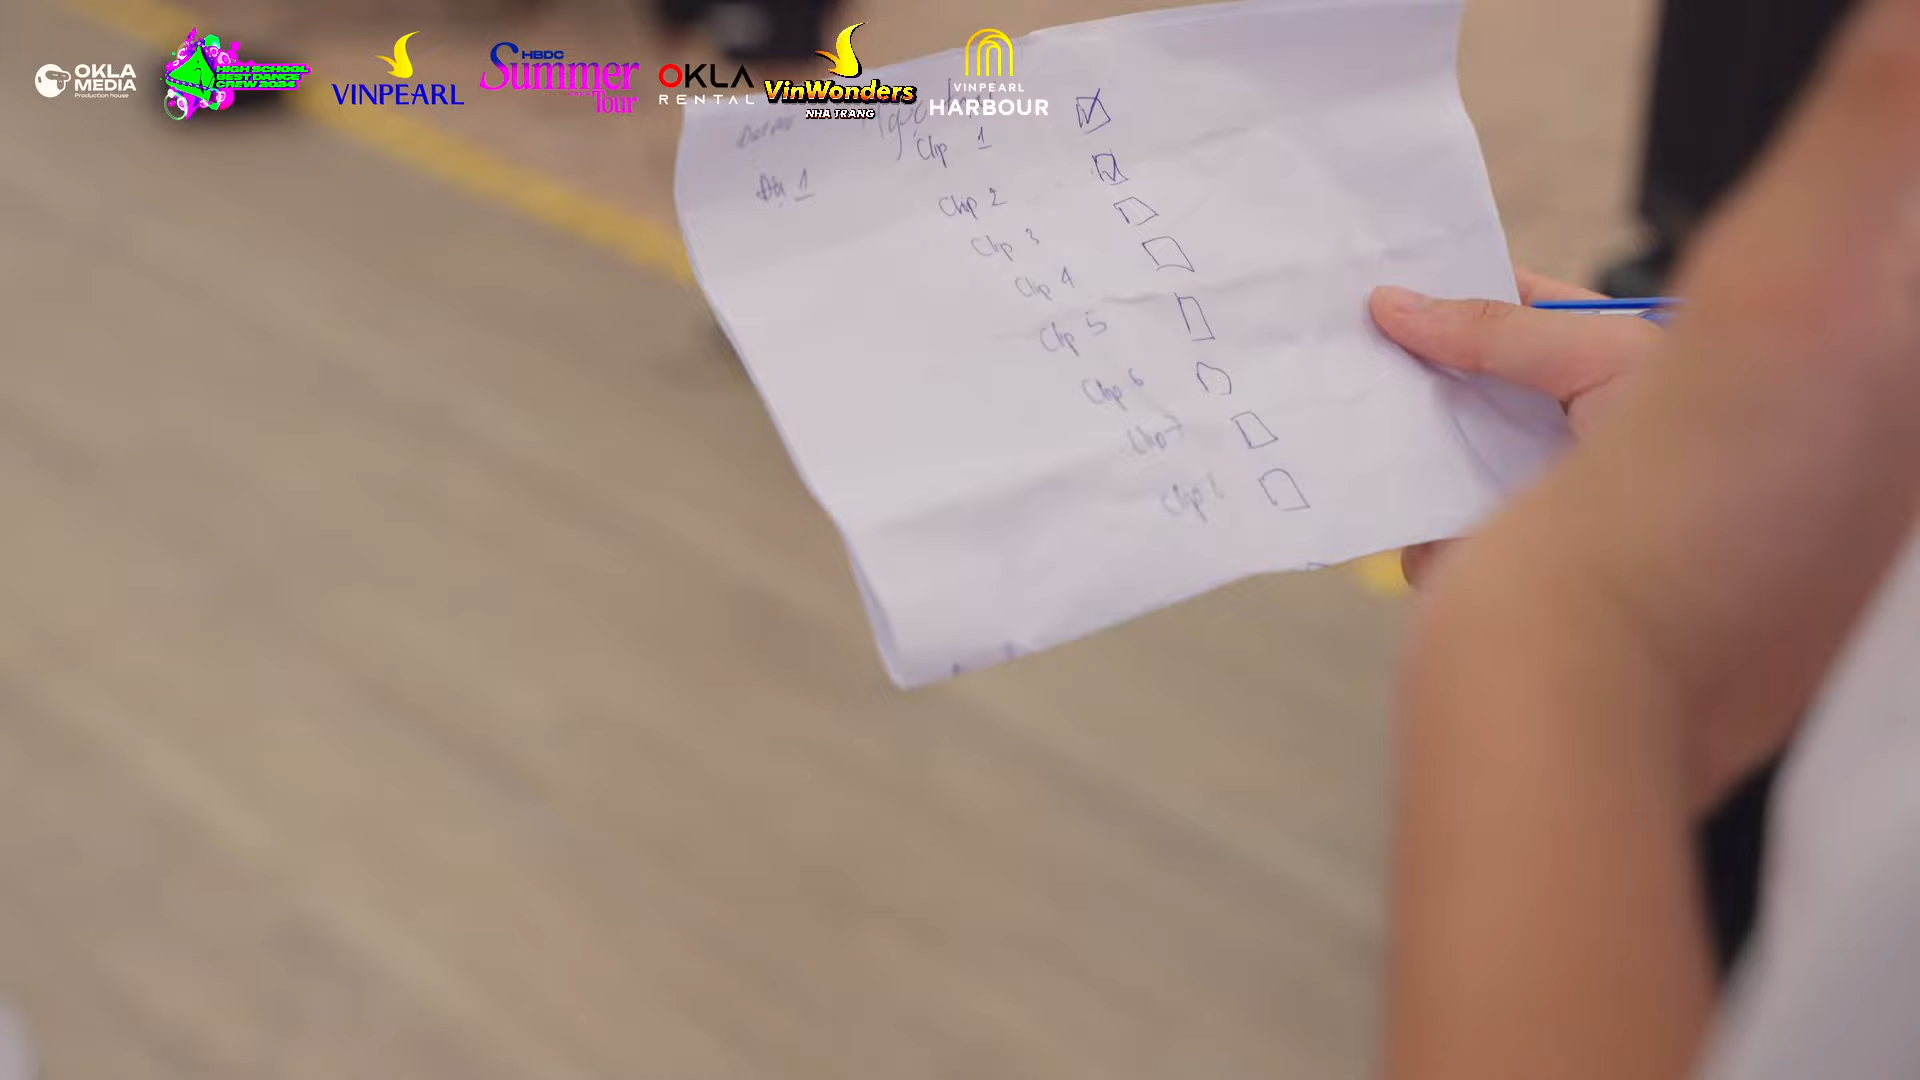 OKLA MEDIA Production house
HIGH SCHOOL BEST DANCE CREW 2024
VINPEARL
HBDC Summer Tour
OKLA RENTAL
VinWonders NHA TRANG
VINPEARL HARBOUR
Clip 1
Clip 2
Clip 3
Clip 4
Clip 5
Clip 6
Clip 7
Clip